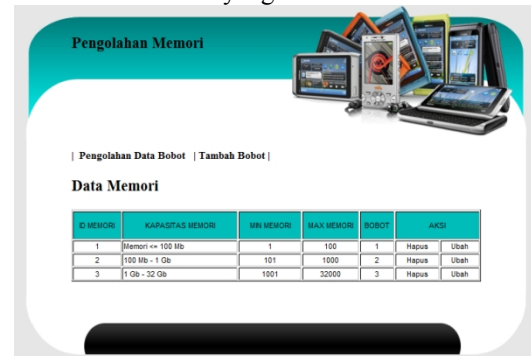 Pengolahan Memori
| Pengolahan Data Bobot | Tambah Bobot |
Data Memori
ID MEMORI KAPASITAS MEMORI MIN MEMORI MAX MEMORI BOBOT AKSI
1 Memori <= 100 Mb 1 100 1 Hapus Ubah
2 100 Mb - 1 Gb 101 1000 2 Hapus Ubah
3 1 Gb - 32 Gb 1001 32000 3 Hapus Ubah